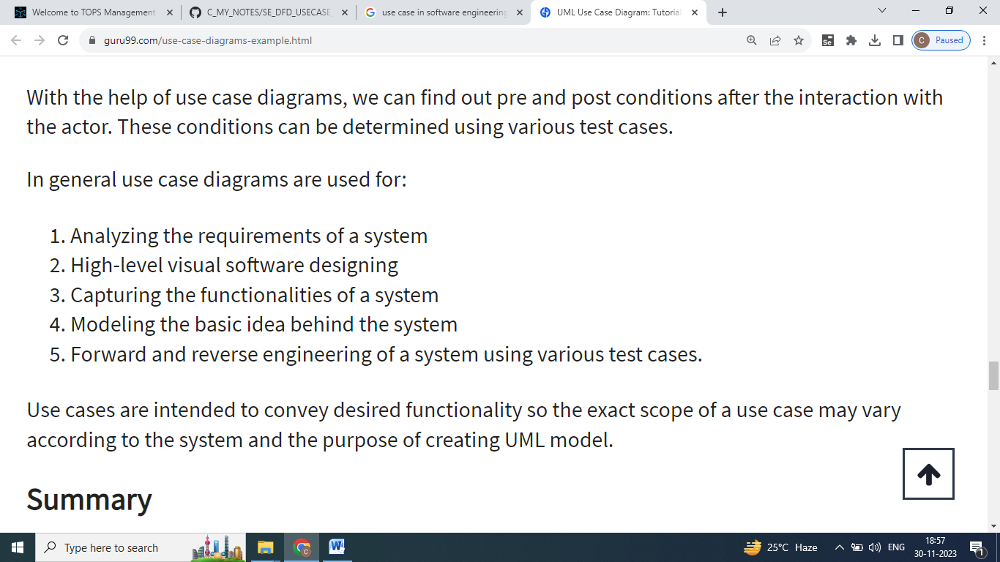 Welcome to TOPS Management
C_MY_NOTES/SE_DFD_USECASE
use case in software engineering
UML Use Case Diagram: Tutorial
guru99.com/use-case-diagrams-example.html
Se
C
Paused
With the help of use case diagrams, we can find out pre and post conditions after the interaction with
the actor. These conditions can be determined using various test cases.
In general use case diagrams are used for:
1. Analyzing the requirements of a system
2. High-level visual software designing
3. Capturing the functionalities of a system
4. Modeling the basic idea behind the system
5. Forward and reverse engineering of a system using various test cases.
Use cases are intended to convey desired functionality so the exact scope of a use case may vary
according to the system and the purpose of creating UML model.
Summary
Type here to search
C
W
25°C Haze
ENG
18:57
30-11-2023
1